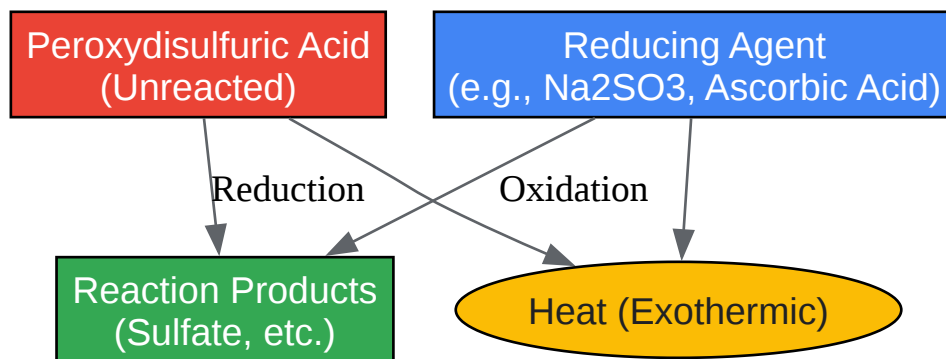 Peroxydisulfuric Acid
(Unreacted)
Reducing Agent
(e.g., Na2SO3, Ascorbic Acid)
Reduction
Oxidation
Reaction Products
(Sulfate, etc.)
Heat (Exothermic)